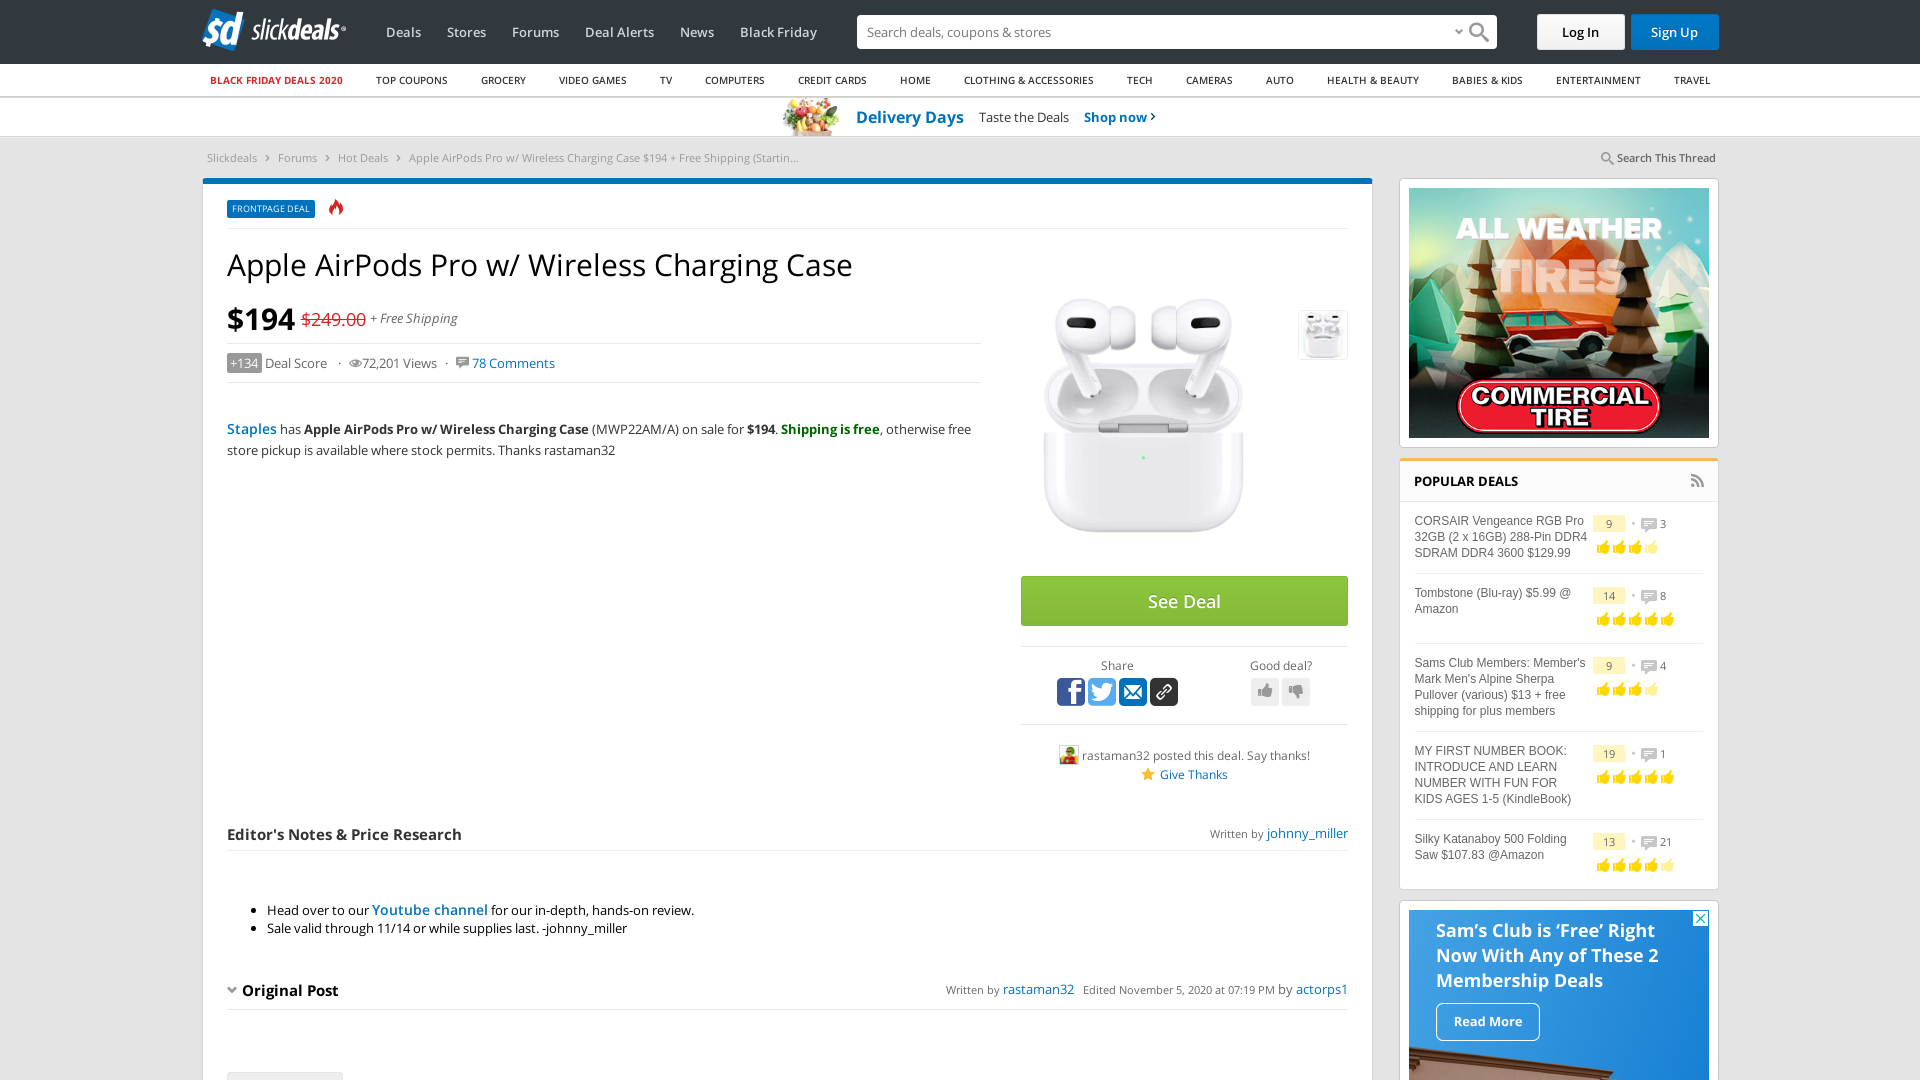 slickdeals
Deals
Stores
Forums
Deal Alerts
News
Black Friday
Search deals, coupons & stores
Log In
Sign Up
BLACK FRIDAY DEALS 2020
TOP COUPONS
GROCERY
VIDEO GAMES
TV
COMPUTERS
CREDIT CARDS
HOME
CLOTHING & ACCESSORIES
TECH
CAMERAS
AUTO
HEALTH & BEAUTY
BABIES & KIDS
ENTERTAINMENT
TRAVEL
Delivery Days Taste the Deals Shop now ›
Slickdeals › Forums › Hot Deals › Apple AirPods Pro w/ Wireless Charging Case $194 + Free Shipping (Startin...
Search This Thread
FRONTPAGE DEAL
Apple AirPods Pro w/ Wireless Charging Case
$194 $249.00 + Free Shipping
+134 Deal Score · 72,201 Views · 78 Comments
Staples has Apple AirPods Pro w/ Wireless Charging Case (MWP22AM/A) on sale for $194. Shipping is free, otherwise free
store pickup is available where stock permits. Thanks rastaman32
See Deal
Share
Good deal?
rastaman32 posted this deal. Say thanks!
Give Thanks
Editor's Notes & Price Research
Written by johnny_miller
• Head over to our Youtube channel for our in-depth, hands-on review.
• Sale valid through 11/14 or while supplies last. -johnny_miller
Original Post
Written by rastaman32 Edited November 5, 2020 at 07:19 PM by actorps1
ALL WEATHER
TIRES
COMMERCIAL
TIRE
POPULAR DEALS
CORSAIR Vengeance RGB Pro
32GB (2 x 16GB) 288-Pin DDR4
SDRAM DDR4 3600 $129.99
9 • 3
Tombstone (Blu-ray) $5.99 @
Amazon
14 • 8
Sams Club Members: Member's
Mark Men's Alpine Sherpa
Pullover (various) $13 + free
shipping for plus members
9 • 4
MY FIRST NUMBER BOOK:
INTRODUCE AND LEARN
NUMBER WITH FUN FOR
KIDS AGES 1-5 (KindleBook)
19 • 1
Silky Katanaboy 500 Folding
Saw $107.83 @Amazon
13 • 21
Sam's Club is 'Free' Right
Now With Any of These 2
Membership Deals
Read More